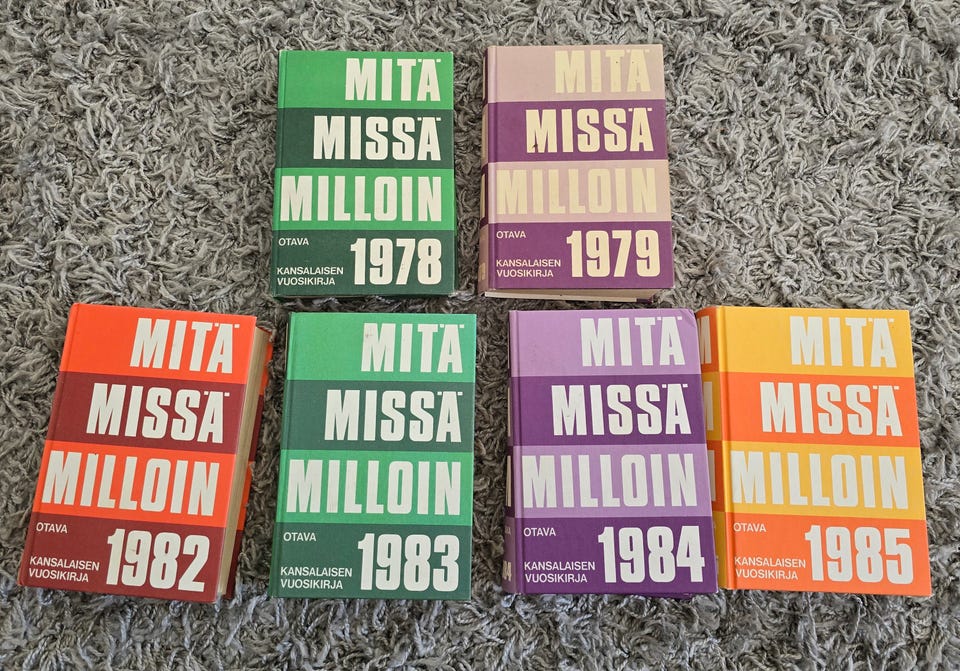 MITÄ
MISSÄ
MILLOIN
OTAVA
1978
KANSALAISEN
VUOSIKIRJA
MITÄ
MISSÄ
MILLOIN
OTAVA
1979
KANSALAISEN
VUOSIKIRJA
MITÄ
MISSÄ
MILLOIN
OTAVA
1982
KANSALAISEN
VUOSIKIRJA
MITÄ
MISSÄ
MILLOIN
OTAVA
1983
KANSALAISEN
VUOSIKIRJA
MITÄ
MISSÄ
MILLOIN
OTAVA
1984
KANSALAISEN
VUOSIKIRJA
MITÄ
MISSÄ
MILLOIN
OTAVA
1985
KANSALAISEN
VUOSIKIRJA